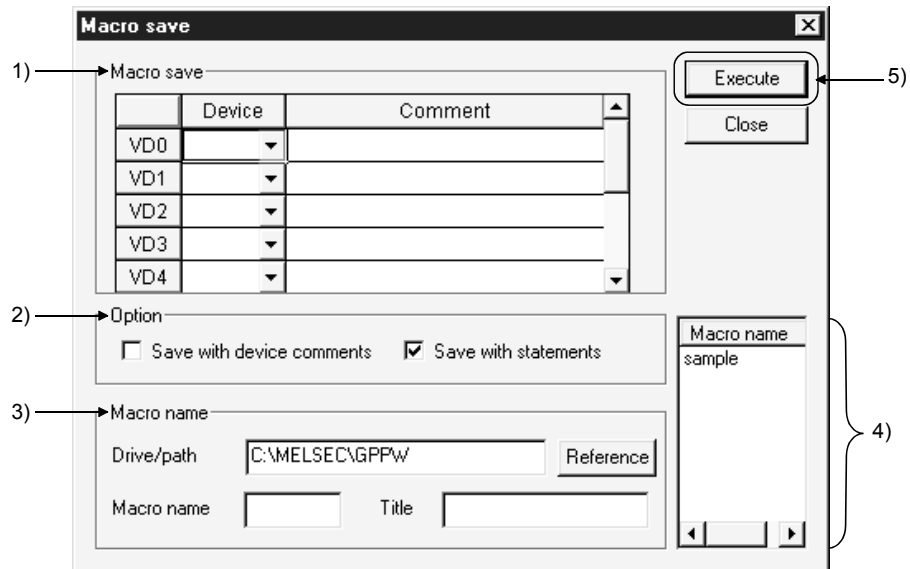 Macro save
1)
Macro save
Execute
5)
Close
Device Comment
VD0
VD1
VD2
VD3
VD4
2)
Option
Save with device comments Save with statements
Macro name
sample
4)
3)
Macro name
Drive/path C:\MELSEC\GPPW Reference
Macro name Title